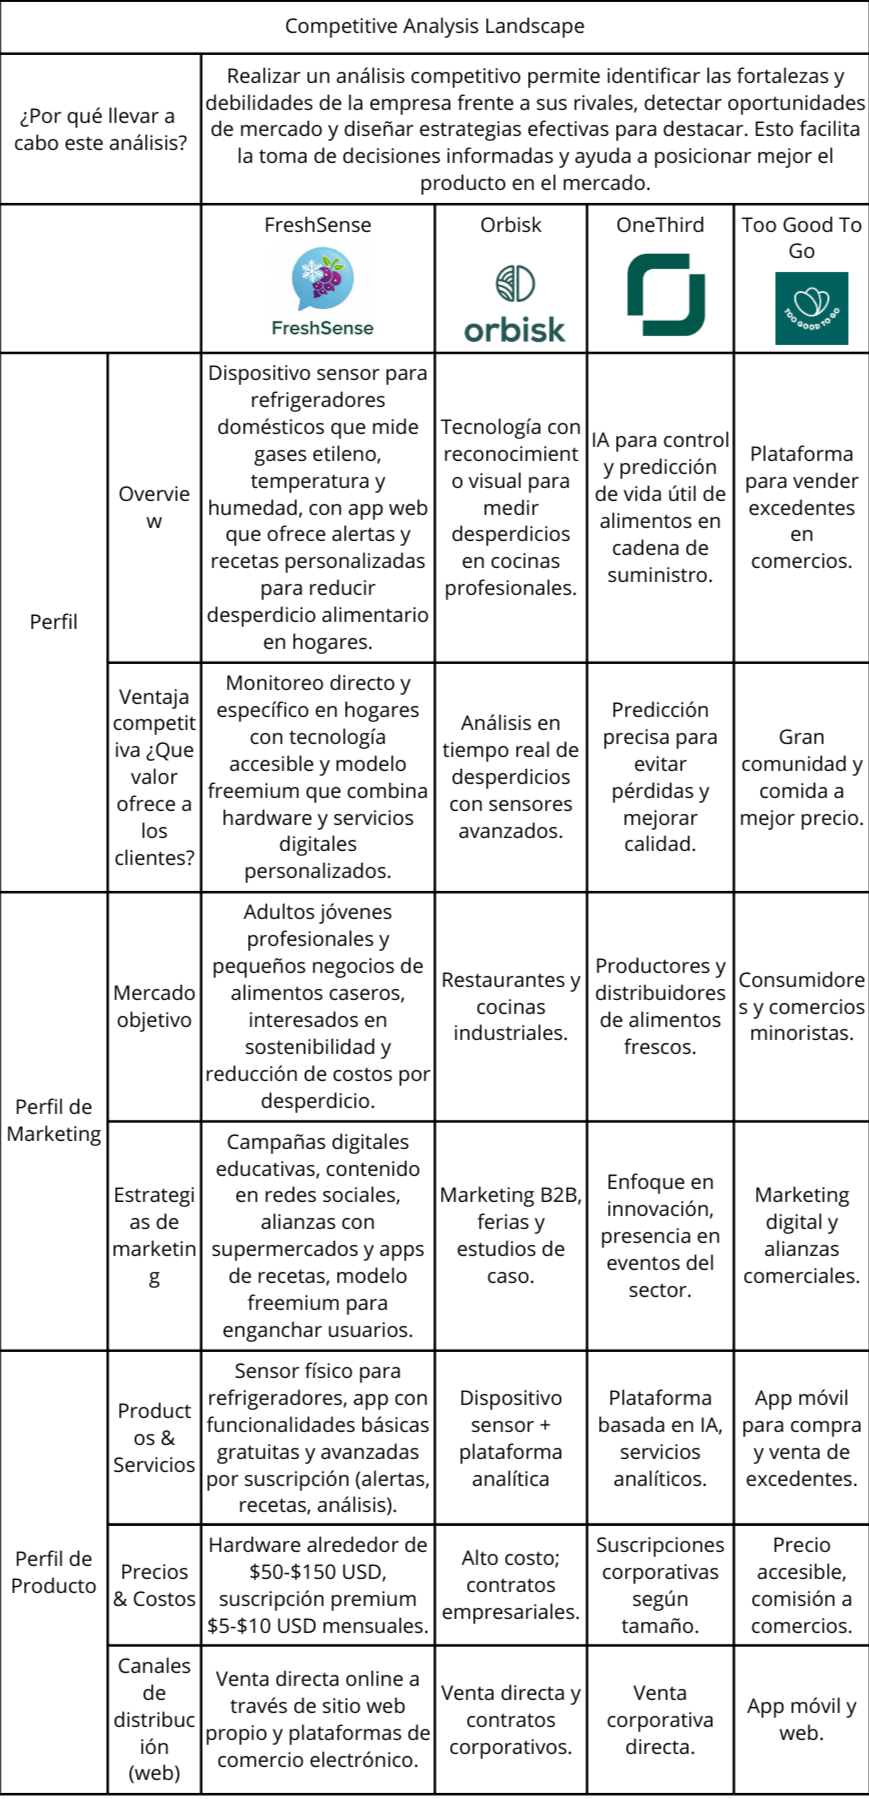 Competitive Analysis Landscape
¿Por qué llevar a
cabo este análisis?
Realizar un análisis competitivo permite identificar las fortalezas y
debilidades de la empresa frente a sus rivales, detectar oportunidades
de mercado y diseñar estrategias efectivas para destacar. Esto facilita
la toma de decisiones informadas y ayuda a posicionar mejor el
producto en el mercado.
FreshSense
FreshSense
Orbisk
orbisk
OneThird
Too Good To
Go
TOO GOOD TO GO
Perfil
Overvie
w
Dispositivo sensor para
refrigeradores
domésticos que mide
gases etileno,
temperatura y
humedad, con app web
que ofrece alertas y
recetas personalizadas
para reducir
desperdicio alimentario
en hogares.
Tecnología con
reconocimient
o visual para
medir
desperdicios
en cocinas
profesionales.
IA para control
y predicción
de vida útil de
alimentos en
cadena de
suministro.
Plataforma
para vender
excedentes
en
comercios.
Ventaja
competit
iva ¿Que
valor
ofrece a
los
clientes?
Monitoreo directo y
específico en hogares
con tecnología
accesible y modelo
freemium que combina
hardware y servicios
digitales
personalizados.
Análisis en
tiempo real de
desperdicios
con sensores
avanzados.
Predicción
precisa para
evitar
pérdidas y
mejorar
calidad.
Gran
comunidad y
comida a
mejor precio.
Perfil de
Marketing
Mercado
objetivo
Adultos jóvenes
profesionales y
pequeños negocios de
alimentos caseros,
interesados en
sostenibilidad y
reducción de costos por
desperdicio.
Restaurantes y
cocinas
industriales.
Productores y
distribuidores
de alimentos
frescos.
Consumidore
s y comercios
minoristas.
Estrategi
as de
marketin
g
Campañas digitales
educativas, contenido
en redes sociales,
alianzas con
supermercados y apps
de recetas, modelo
freemium para
enganchar usuarios.
Marketing B2B,
ferias y
estudios de
caso.
Enfoque en
innovación,
presencia en
eventos del
sector.
Marketing
digital y
alianzas
comerciales.
Perfil de
Producto
Product
os &
Servicios
Sensor físico para
refrigeradores, app con
funcionalidades básicas
gratuitas y avanzadas
por suscripción (alertas,
recetas, análisis).
Dispositivo
sensor +
plataforma
analítica
Plataforma
basada en IA,
servicios
analíticos.
App móvil
para compra
y venta de
excedentes.
Precios
& Costos
Hardware alrededor de
$50-$150 USD,
suscripción premium
$5-$10 USD mensuales.
Alto costo;
contratos
empresariales.
Suscripciones
corporativas
según
tamaño.
Precio
accesible,
comisión a
comercios.
Canales
de
distribuc
ión
(web)
Venta directa online a
través de sitio web
propio y plataformas de
comercio electrónico.
Venta directa y
contratos
corporativos.
Venta
corporativa
directa.
App móvil y
web.